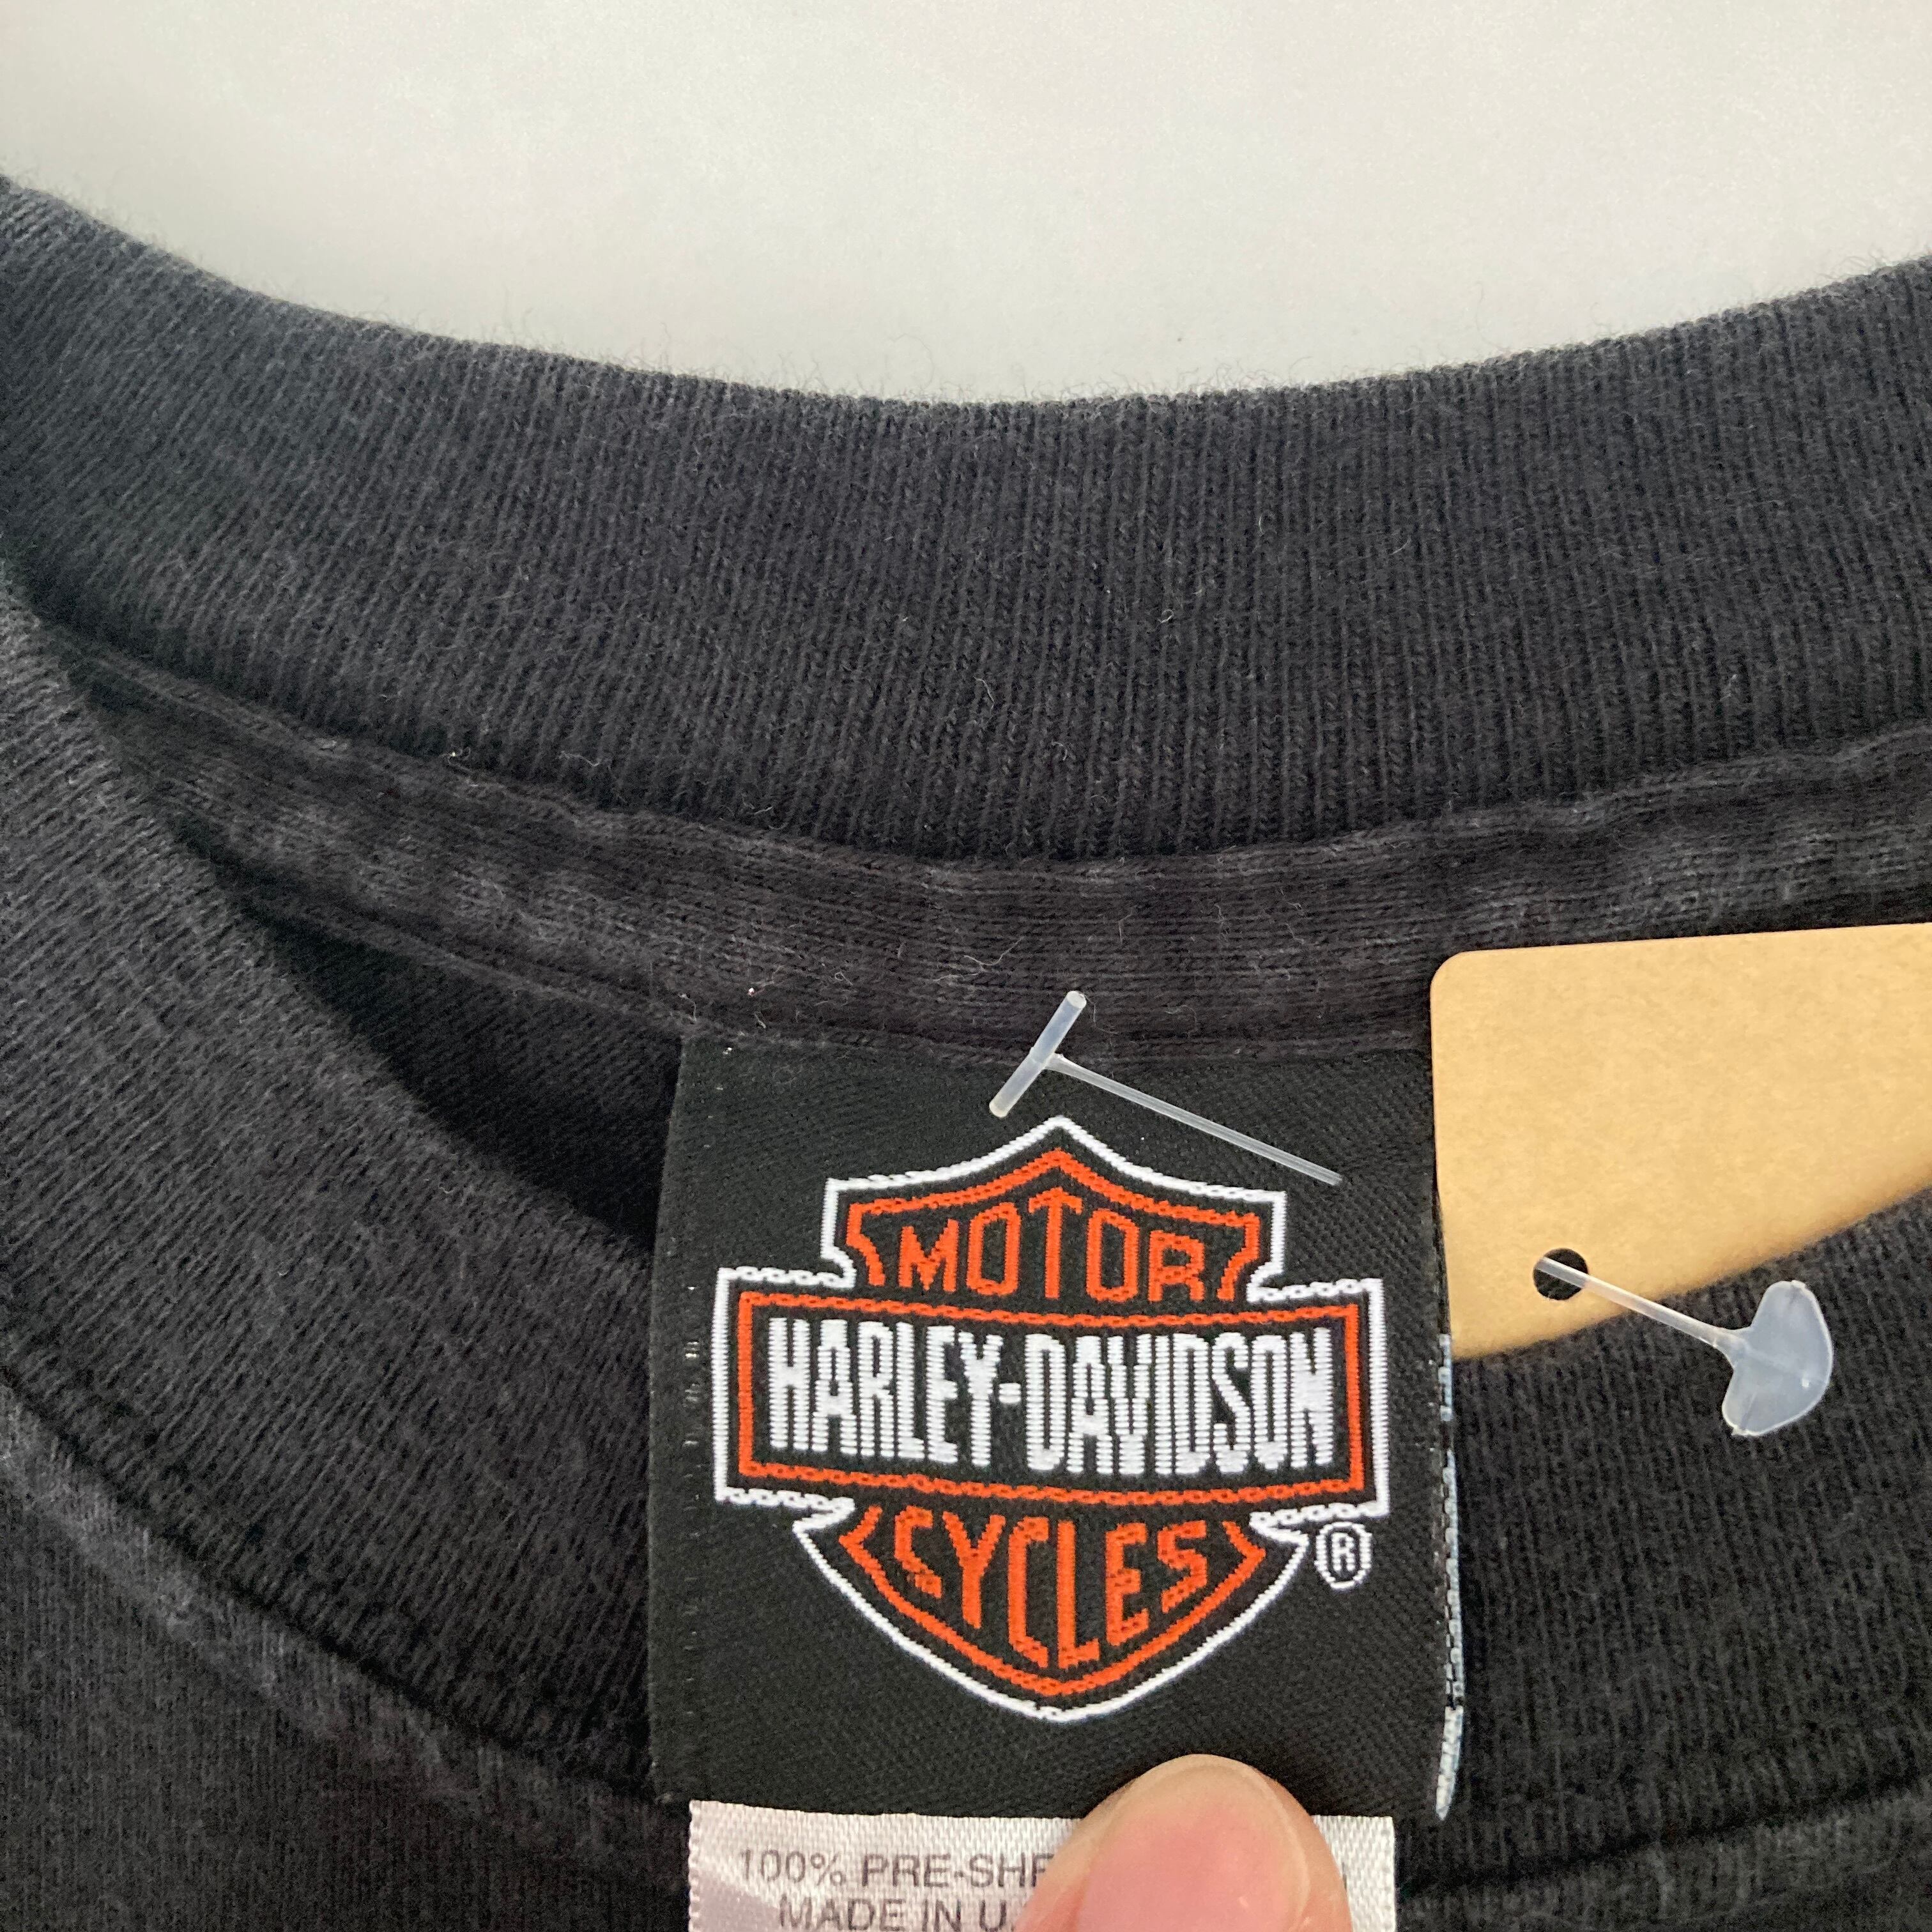 MOTOR
HARLEY-DAVIDSON
CYCLES
®
100% PRE-SHR
MADE IN U.